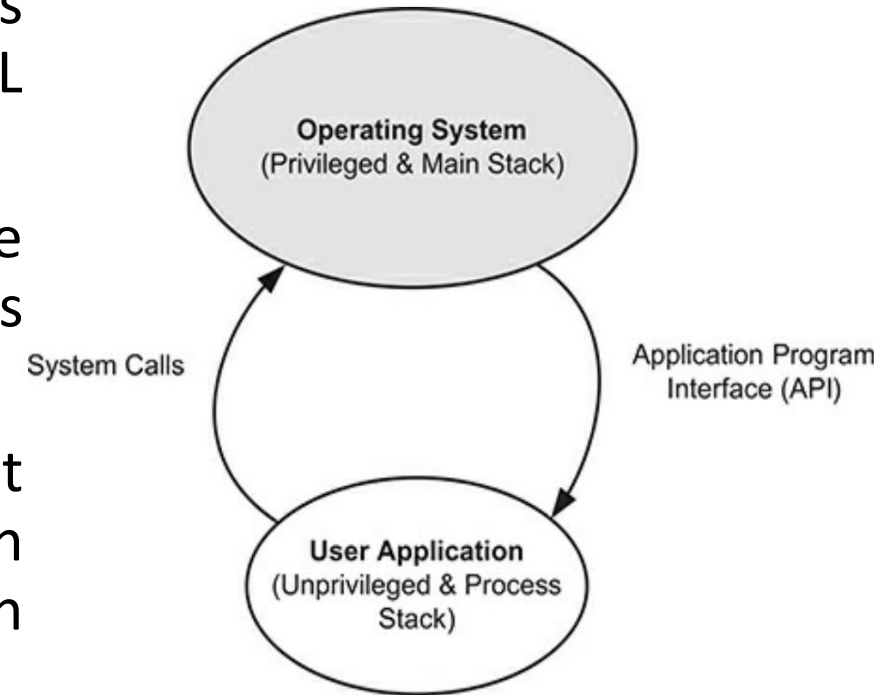 s
L
e
s
t
n
n
Operating System
(Privileged & Main Stack)
System Calls
Application Program
Interface (API)
User Application
(Unprivileged & Process
Stack)